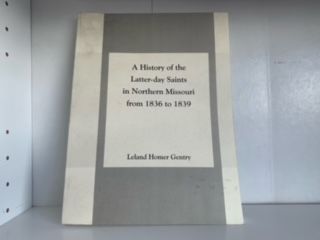 A History of the
Latter-day Saints
in Northern Missouri
from 1836 to 1839
Leland Homer Gentry